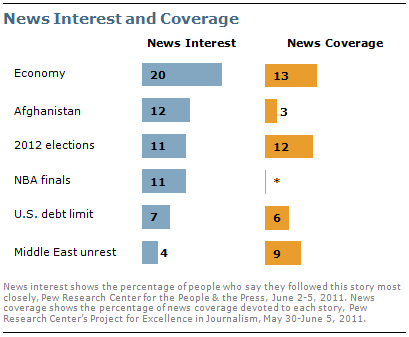 News Interest and Coverage
News Interest News Coverage
Economy 20 13
Afghanistan 12 3
2012 elections 11 12
NBA finals 11 *
U.S. debt limit 7 6
Middle East unrest 4 9
News interest shows the percentage of people who say they followed this story most
closely, Pew Research Center for the People & the Press, June 2-5, 2011. News
coverage shows the percentage of news coverage devoted to each story, Pew
Research Center's Project for Excellence in Journalism, May 30-June 5, 2011.